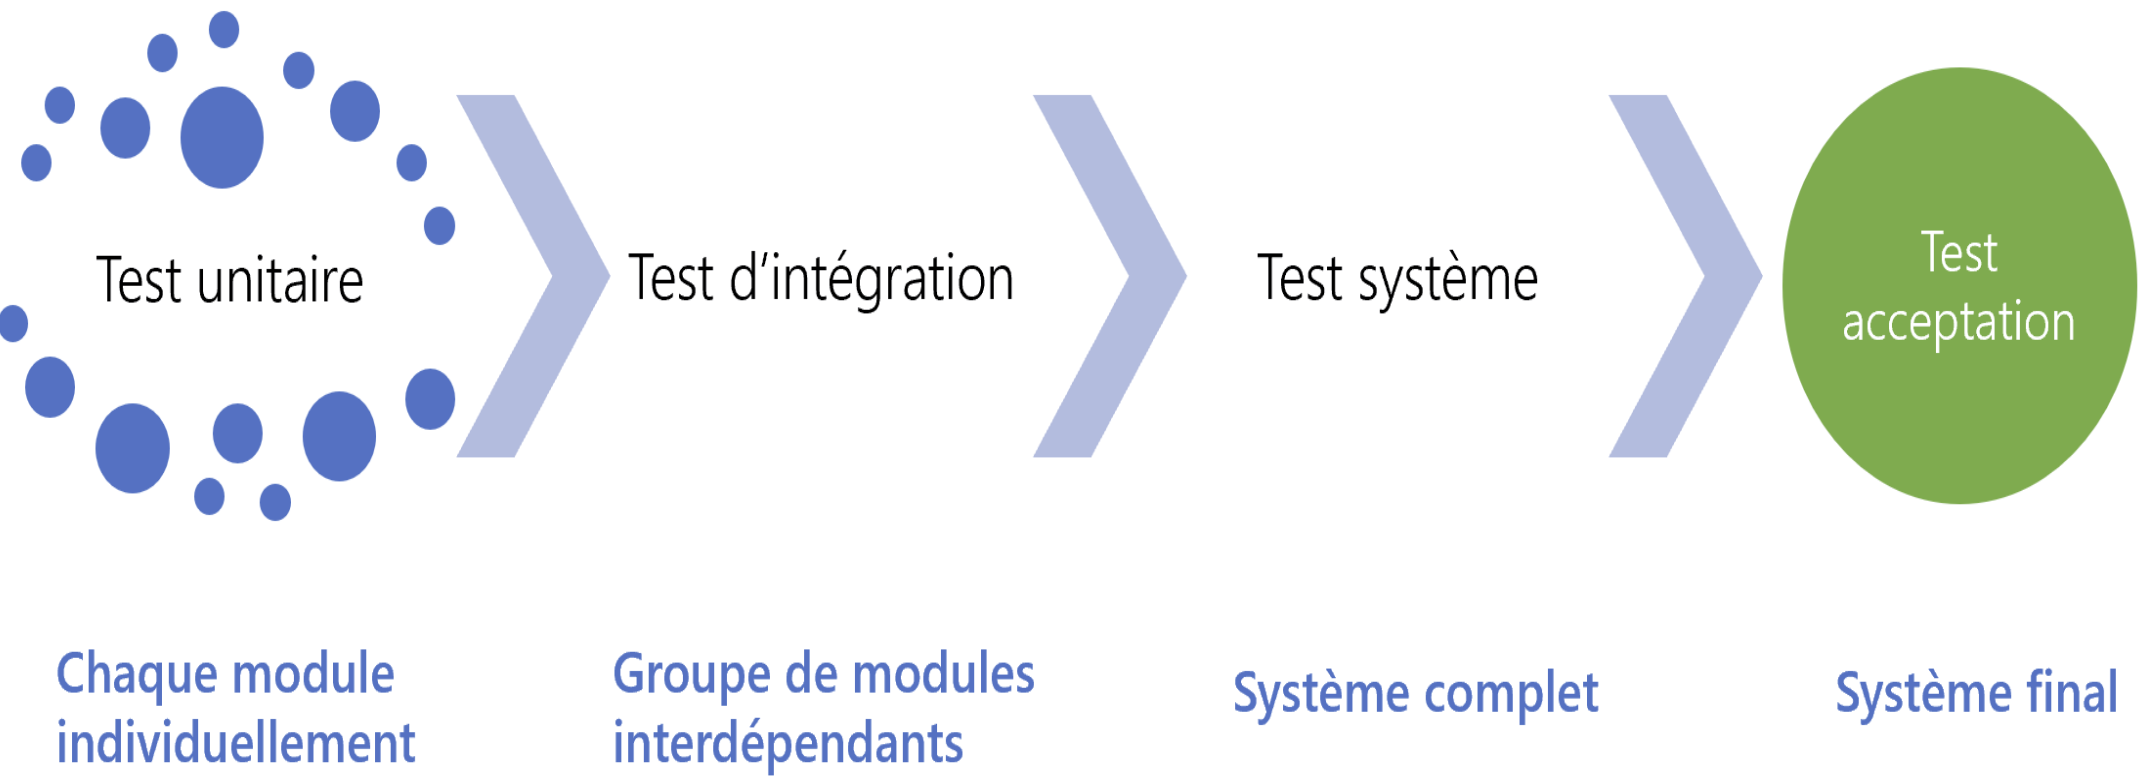 Test unitaire
Test d’intégration
Test système
Test
acceptation
Chaque module
individuellement
Groupe de modules
interdépendants
Système complet
Système final